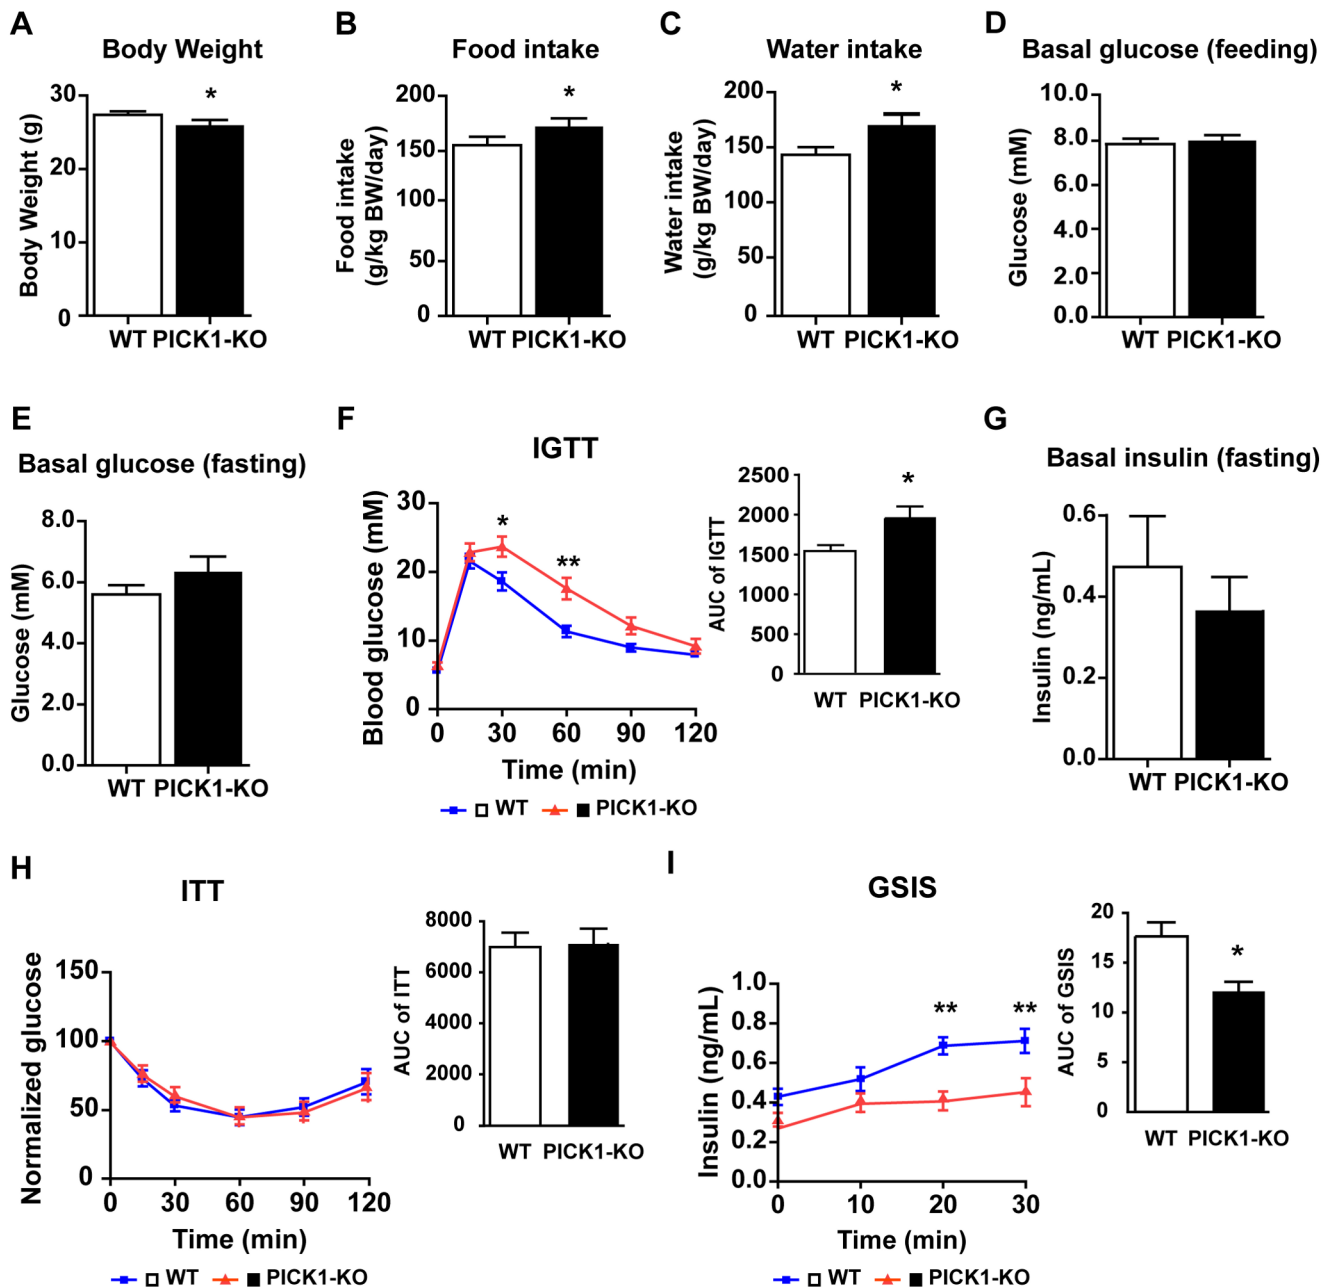 A
Body Weight
Body Weight (g)
30
20
10
0
*
WT PICK1-KO
B
Food intake
Food intake
(g/kg BW/day)
200
150
100
50
0
*
WT PICK1-KO
C
Water intake
Water intake
(g/kg BW/day)
200
150
100
50
0
*
WT PICK1-KO
D
Basal glucose (feeding)
Glucose (mM)
10.0
8.0
6.0
4.0
2.0
0.0
WT PICK1-KO
E
Basal glucose (fasting)
Glucose (mM)
8.0
6.0
4.0
2.0
0.0
WT PICK1-KO
F
IGTT
Blood glucose (mM)
30
20
10
0
*
**
0 30 60 90 120
Time (min)
WT PICK1-KO
AUC of IGTT
2500
2000
1500
1000
500
0
*
WT PICK1-KO
G
Basal insulin (fasting)
Insulin (ng/mL)
0.6
0.4
0.2
0.0
WT PICK1-KO
H
ITT
Normalized glucose
150
100
50
0
0 30 60 90 120
Time (min)
WT PICK1-KO
AUC of ITT
8000
6000
4000
2000
0
WT PICK1-KO
I
GSIS
Insulin (ng/mL)
1.0
0.8
0.6
0.4
0.2
0.0
** **
0 10 20 30
Time (min)
WT PICK1-KO
AUC of GSIS
20
15
10
5
0
*
WT PICK1-KO